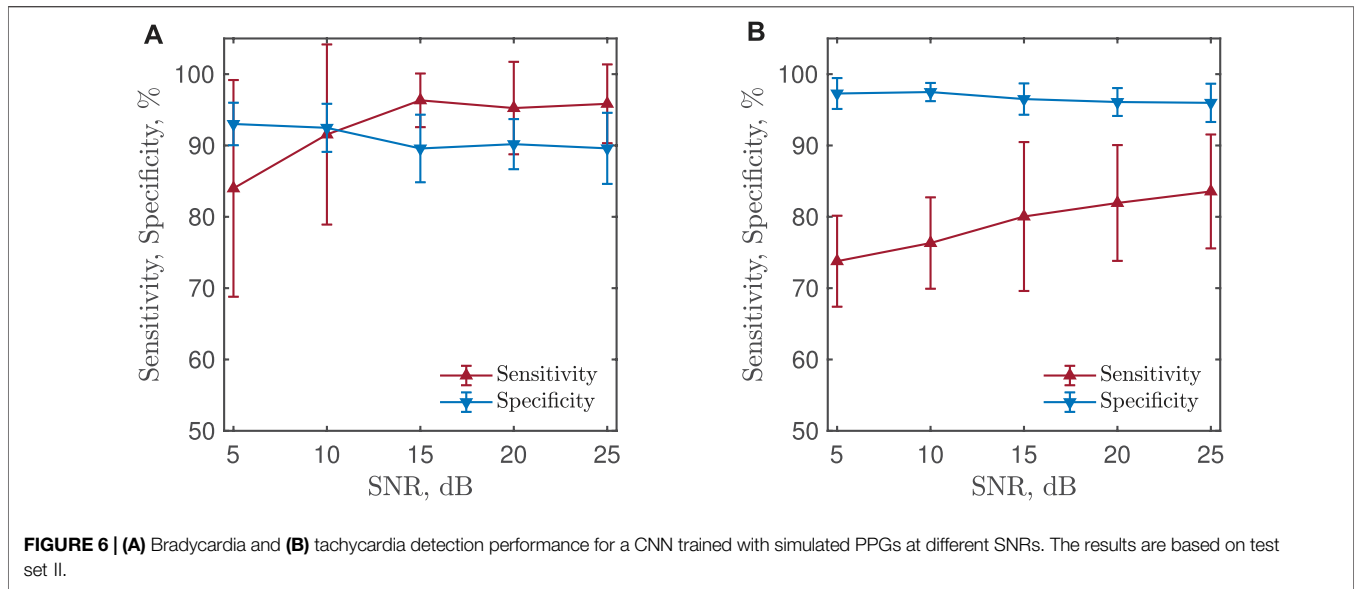 A
Sensitivity, Specificity, %
100
90
80
70
60
50
5 10 15 20 25
SNR, dB
Sensitivity
Specificity
B
Sensitivity, Specificity, %
100
90
80
70
60
50
5 10 15 20 25
SNR, dB
Sensitivity
Specificity
FIGURE 6 | (A) Bradycardia and (B) tachycardia detection performance for a CNN trained with simulated PPGs at different SNRs. The results are based on test
set II.